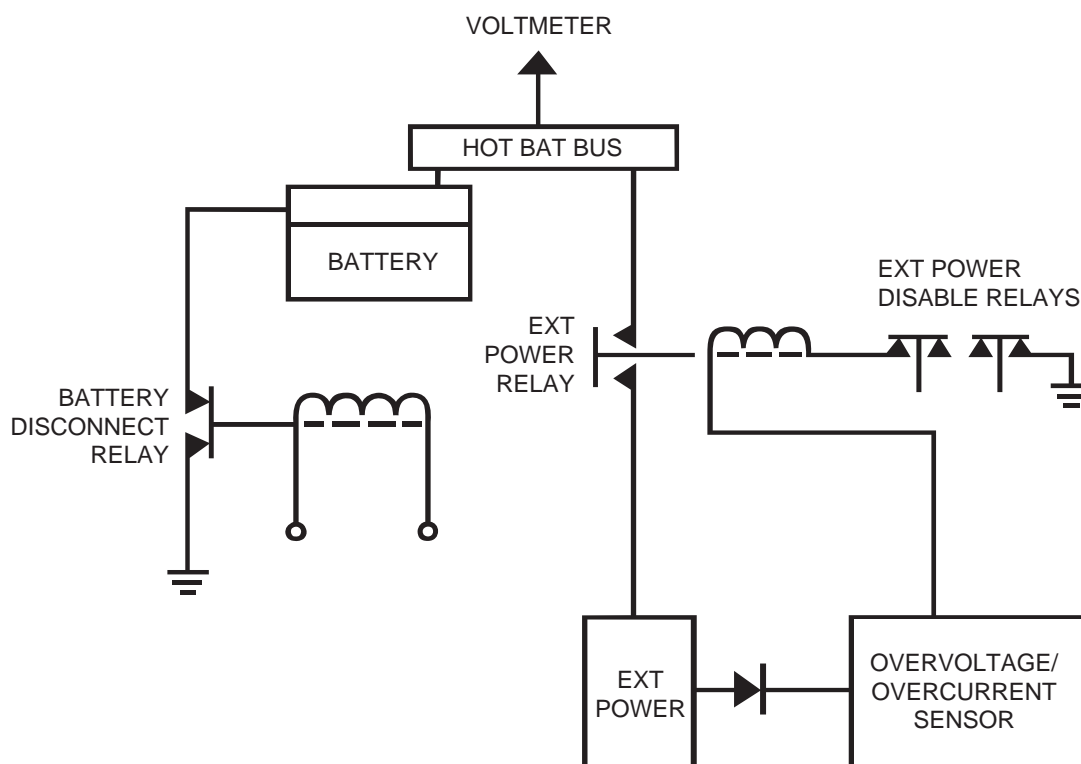 VOLTMETER
HOT BAT BUS
BATTERY
EXT POWER
DISABLE RELAYS
EXT
POWER
RELAY
BATTERY
DISCONNECT
RELAY
EXT
POWER
OVERVOLTAGE/
OVERCURRENT
SENSOR